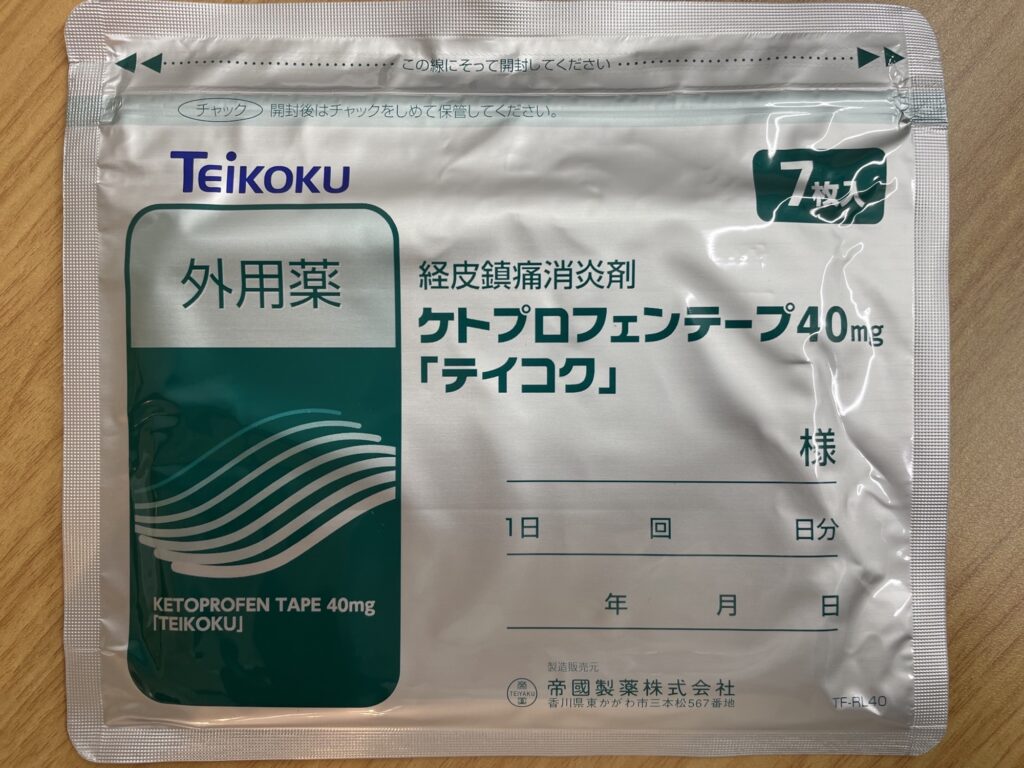 この線にそって開封してください
チャック 開封後はチャックをしめて保管してください。
TEIKOKU
7枚入
外用薬
経皮鎮痛消炎剤
ケトプロフェンテープ40mg
「テイコク」
様
1日 回 日分
年 月 日
KETOPROFEN TAPE 40mg
「TEIKOKU」
製造販売元
帝國製薬株式会社
香川県東かがわ市三本松567番地
TEIYAKU
TF-RL40